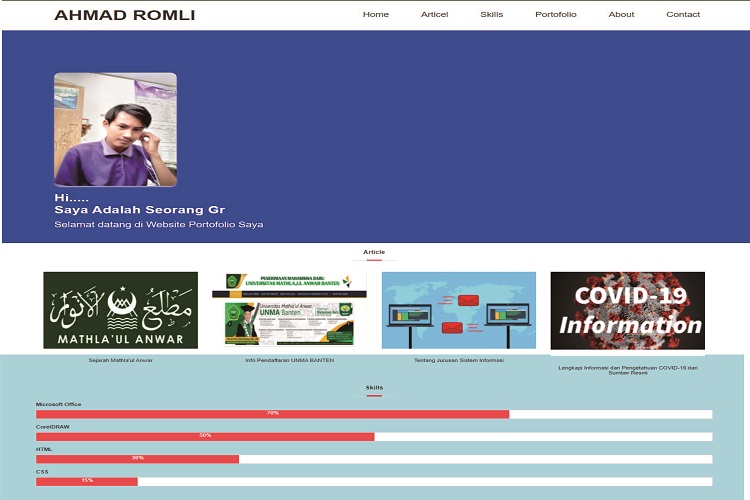 AHMAD ROMLI
Home Articel Skills Portofolio About Contact
Hi.....
Saya Adalah Seorang Gr
Selamat datang di Website Portofolio Saya
Article
مطلع الأنوار
MATHLA'UL ANWAR
PENERIMAAN MAHASISWA BARU
UNIVERSITAS MATHLA'UL ANWAR BANTEN
Universitas Mathla'ul Anwar
UNMA Banten
COVID-19
Information
Sejarah Mathla'ul Anwar
Info Pendaftaran UNMA BANTEN
Tentang Jurusan Sistem Informasi
Lengkapi Informasi dan Pengetahuan COVID-19 dari
Sumber Resmi
Skills
Microsoft Office
70%
CorelDRAW
50%
HTML
30%
CSS
15%